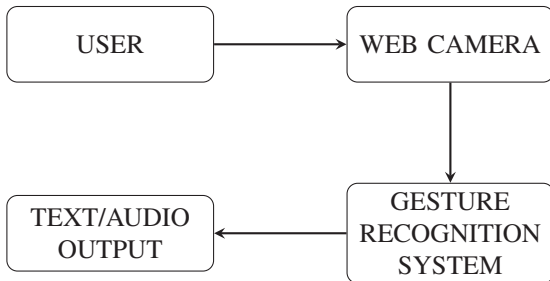 USER
WEB CAMERA
GESTURE
RECOGNITION
SYSTEM
TEXT/AUDIO
OUTPUT